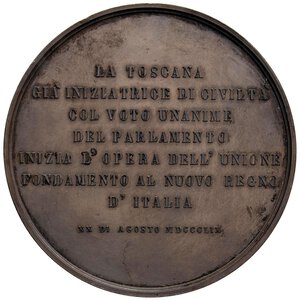 LA TOSCANA
GIÀ INIZIATRICE DI CIVILTÀ
COL VOTO UNANIME
DEL PARLAMENTO
INIZIA L'OPERA DELL'UNIONE
FONDAMENTO AL NUOVO REGNO
D'ITALIA
XX DI AGOSTO MDCCCLIX